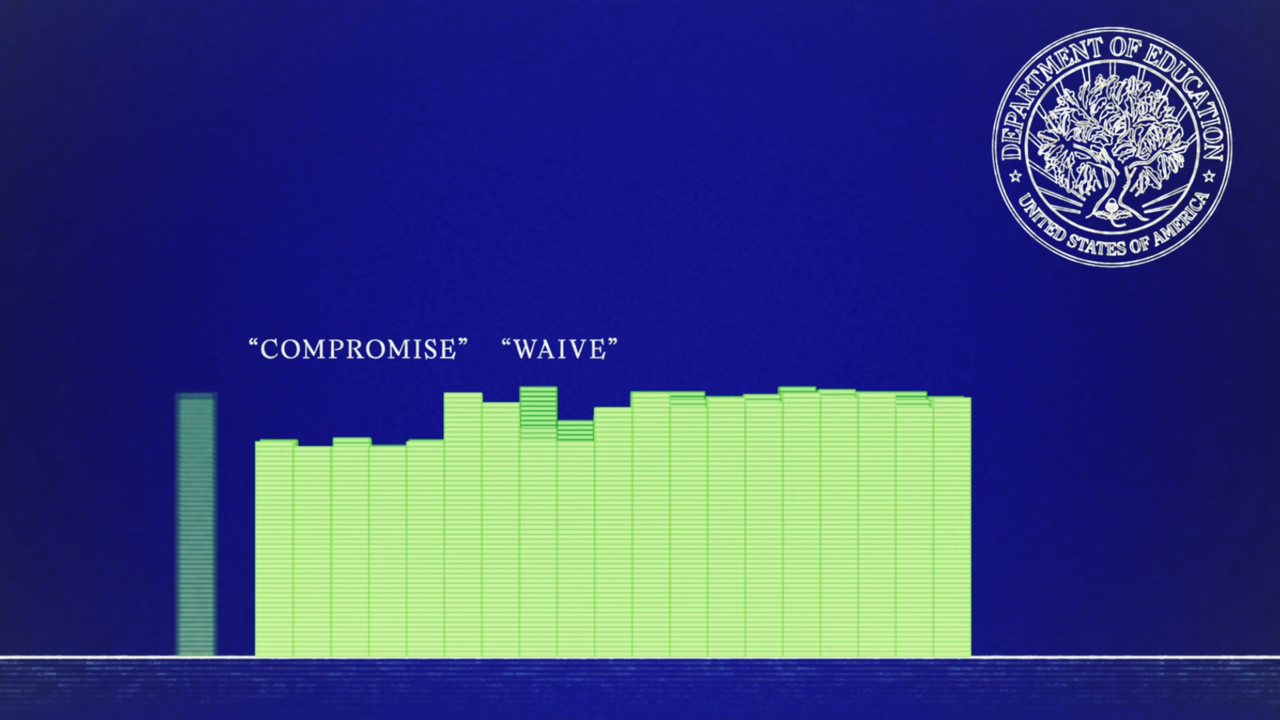 DEPARTMENT OF EDUCATION
UNITED STATES OF AMERICA
“COMPROMISE” “WAIVE”